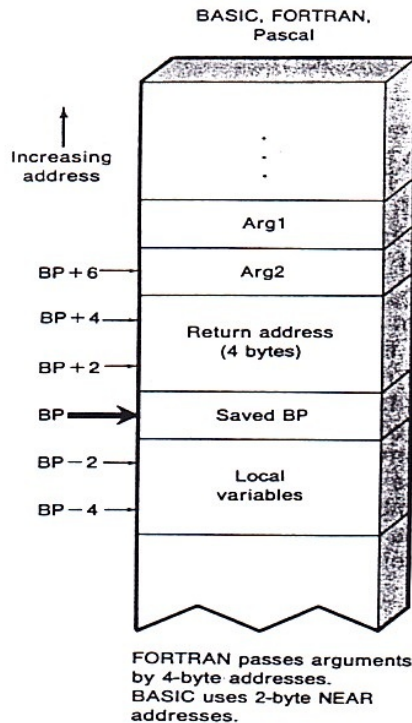 BASIC, FORTRAN,
Pascal
Increasing
address
Arg1
BP+6
Arg2
BP+4
Return address
(4 bytes)
BP+2
BP
Saved BP
BP−2
Local
variables
BP−4
FORTRAN passes arguments
by 4-byte addresses.
BASIC uses 2-byte NEAR
addresses.